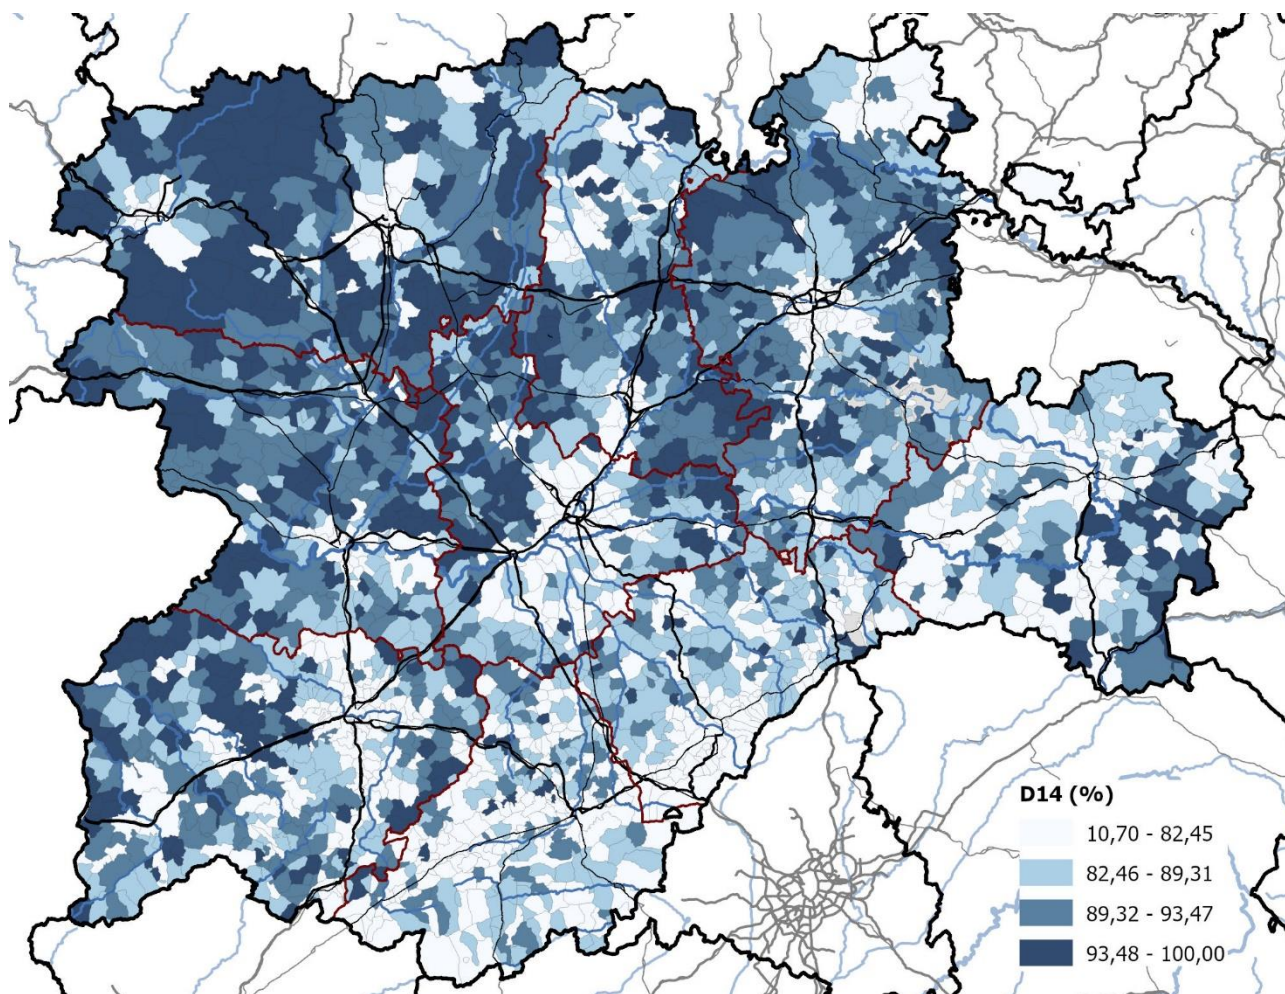 D14 (%)
10,70 - 82,45
82,46 - 89,31
89,32 - 93,47
93,48 - 100,00